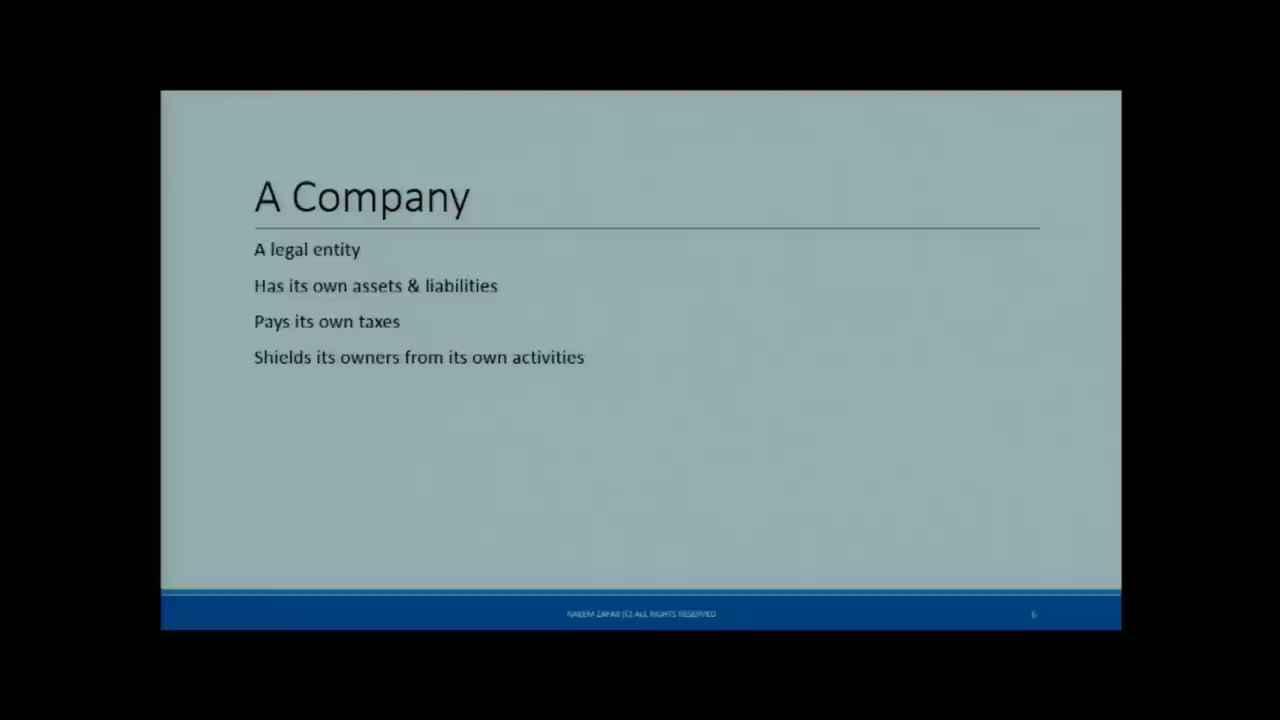 A Company
A legal entity
Has its own assets & liabilities
Pays its own taxes
Shields its owners from its own activities
NAEEM ZAFAR (C) ALL RIGHTS RESERVED
6